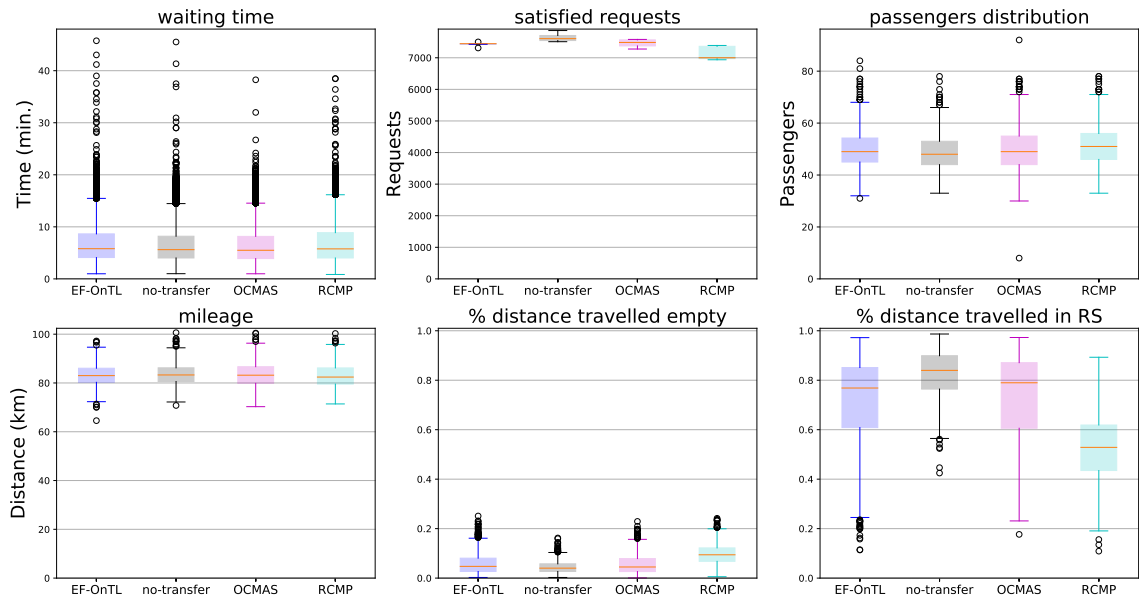 waiting time
satisfied requests
passengers distribution
Time (min.)
40
30
20
10
0
EF-OnTL no-transfer OCMAS RCMP
Requests
7000
6000
5000
4000
3000
2000
1000
0
EF-OnTL no-transfer OCMAS RCMP
Passengers
80
60
40
20
0
EF-OnTL no-transfer OCMAS RCMP
mileage
% distance travelled empty
% distance travelled in RS
Distance (km)
100
80
60
40
20
0
EF-OnTL no-transfer OCMAS RCMP
1.0
0.8
0.6
0.4
0.2
0.0
EF-OnTL no-transfer OCMAS RCMP
1.0
0.8
0.6
0.4
0.2
0.0
EF-OnTL no-transfer OCMAS RCMP